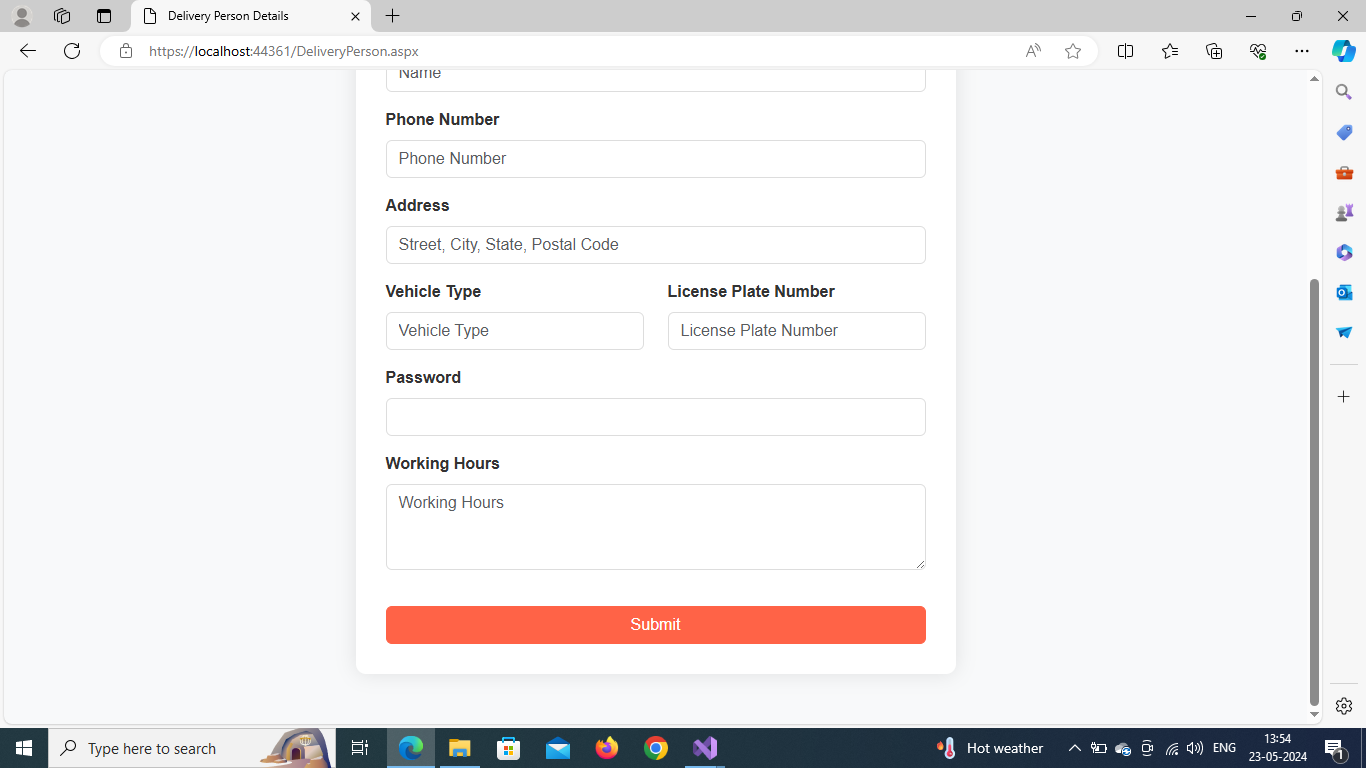 Delivery Person Details
https://localhost:44361/DeliveryPerson.aspx
Name
Phone Number
Phone Number
Address
Street, City, State, Postal Code
Vehicle Type
License Plate Number
Vehicle Type
License Plate Number
Password
Working Hours
Working Hours
Submit
Type here to search
Hot weather
ENG
13:54
23-05-2024
1